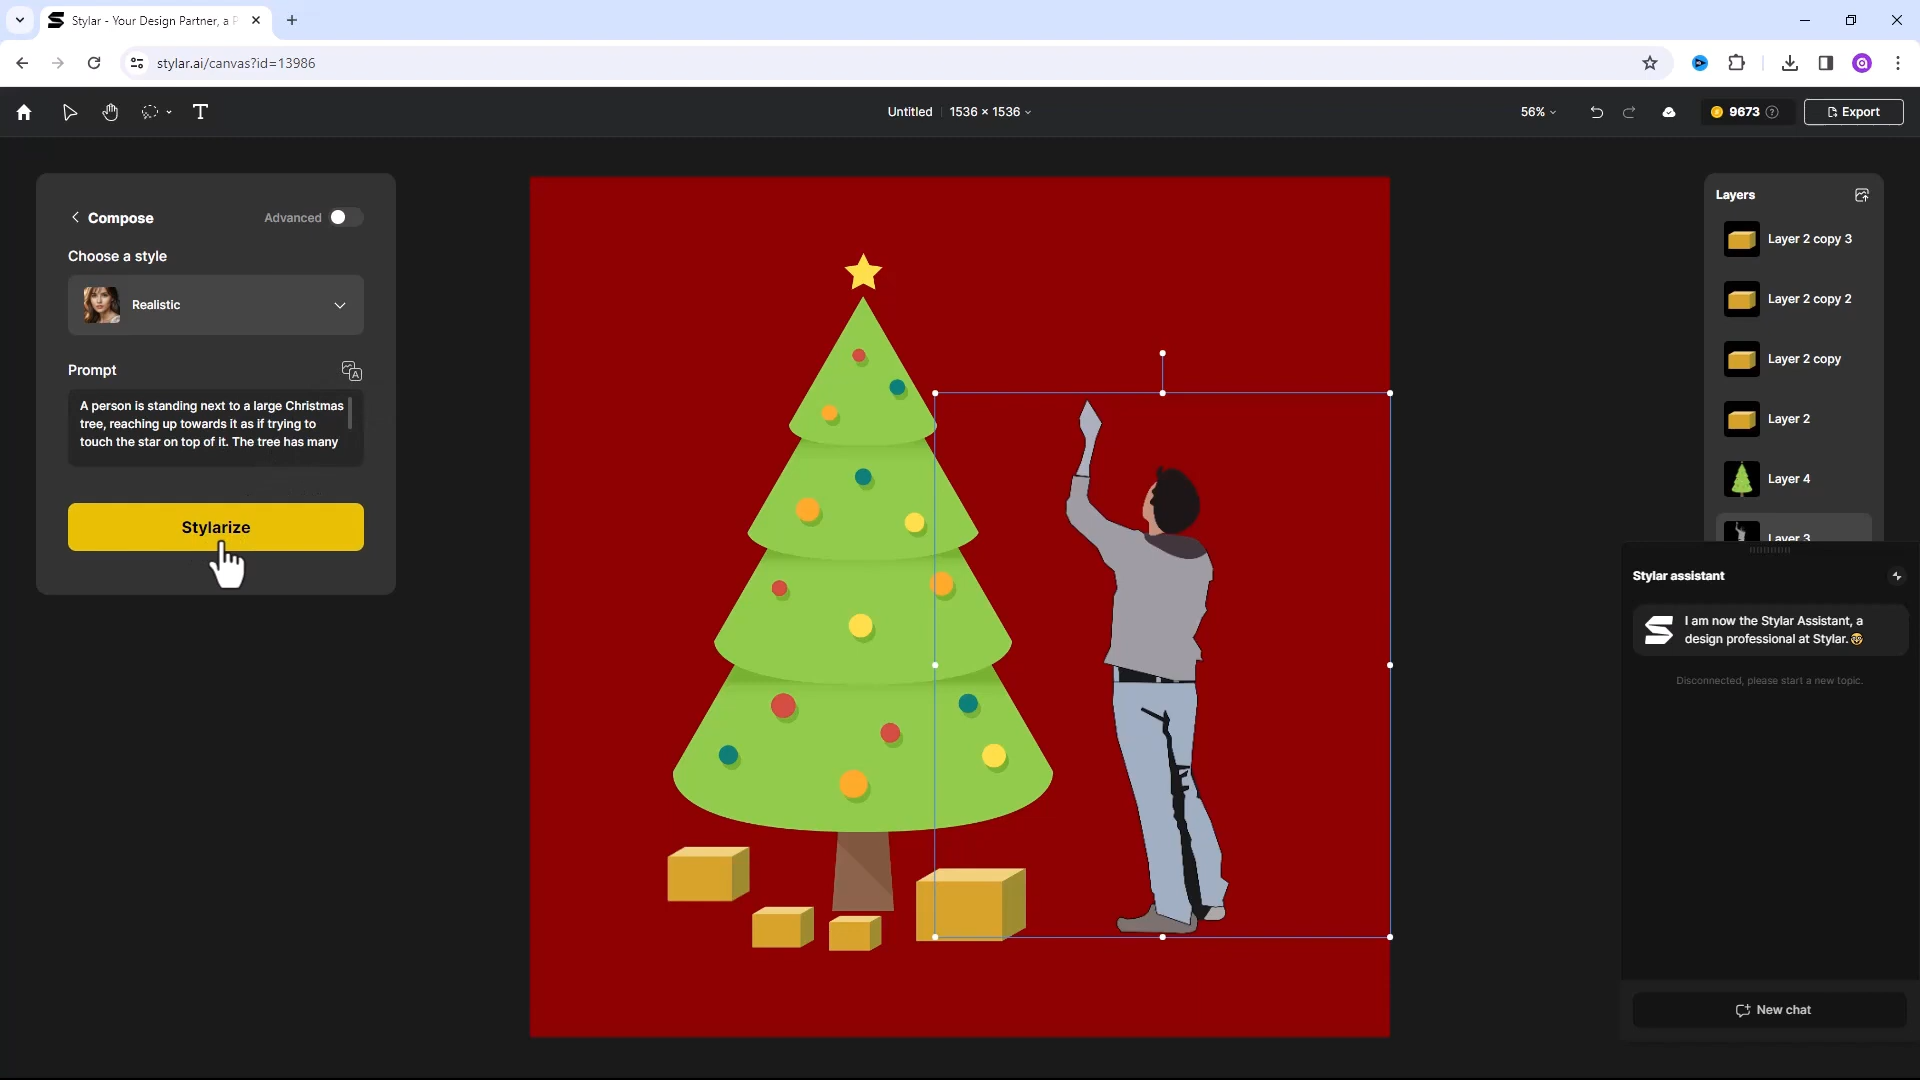 Stylar - Your Design Partner, a P
stylar.ai/canvas?id=13986
Untitled 1536 × 1536
56%
9673
Export
Compose
Advanced
Choose a style
Realistic
Prompt
A person is standing next to a large Christmas
tree, reaching up towards it as if trying to
touch the star on top of it. The tree has many
Stylarize
Layers
Layer 2 copy 3
Layer 2 copy 2
Layer 2 copy
Layer 2
Layer 4
Layer 3
Stylar assistant
I am now the Stylar Assistant, a
design professional at Stylar.
Disconnected, please start a new topic.
New chat